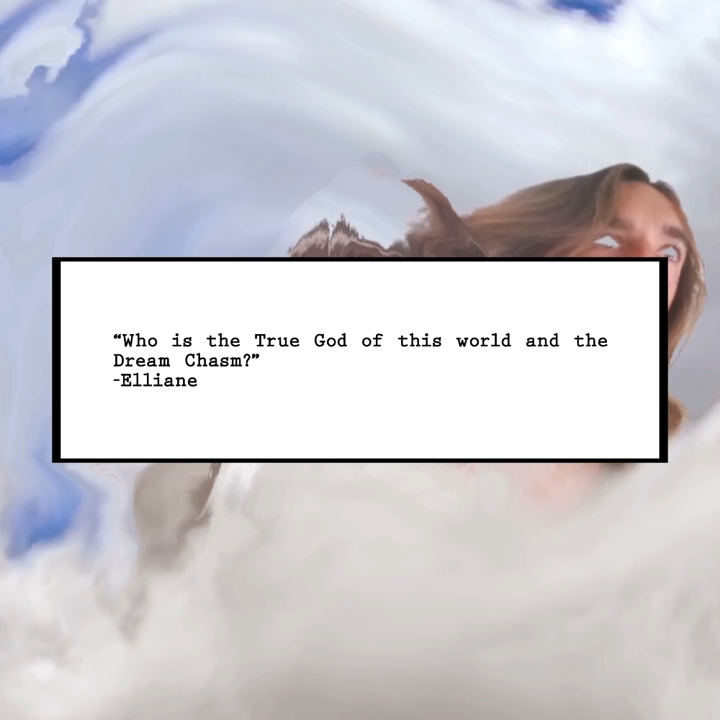 “Who is the True God of this world and the
Dream Chasm?”
-Elliane